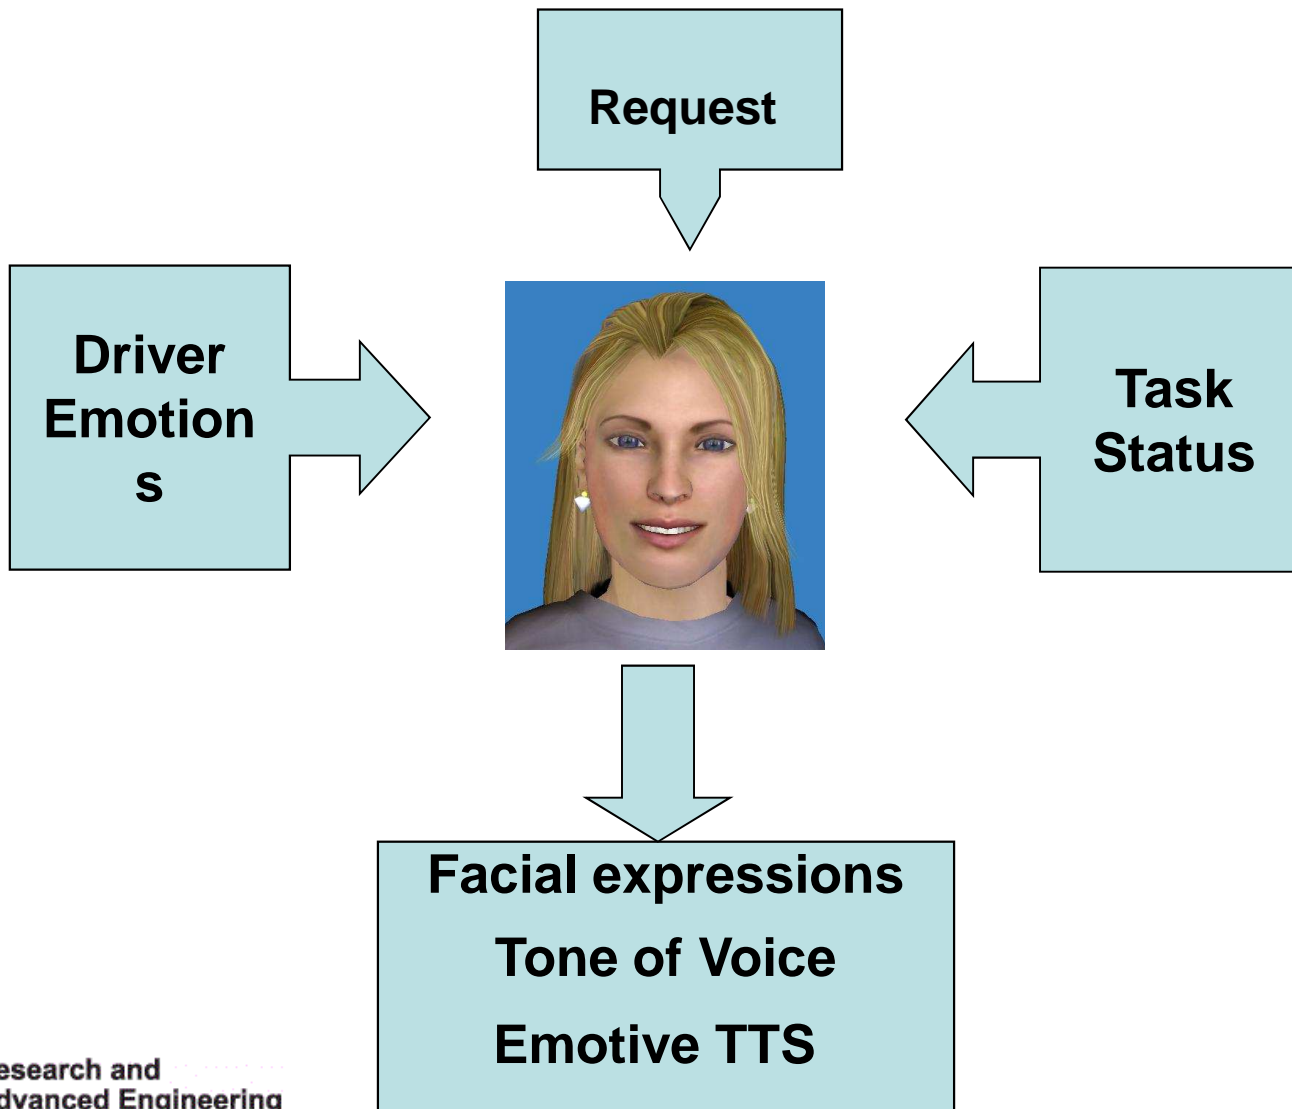 Request
Driver
Emotion
s
Task
Status
Facial expressions
Tone of Voice
Emotive TTS
esearch and
dvanced Engineering